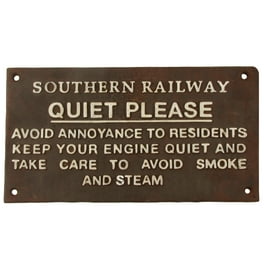 SOUTHERN RAILWAY
QUIET PLEASE
AVOID ANNOYANCE TO RESIDENTS
KEEP YOUR ENGINE QUIET AND
TAKE CARE TO AVOID SMOKE
AND STEAM